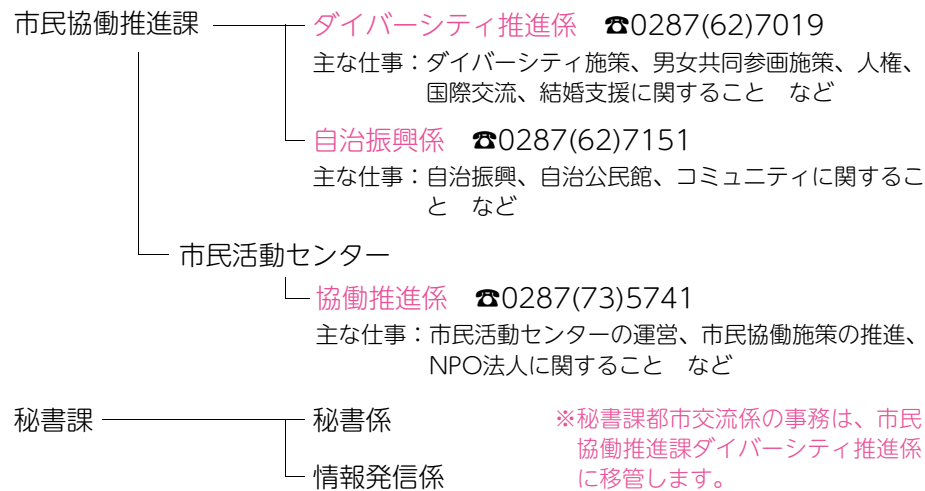 市民協働推進課
ダイバーシティ推進係　☎0287(62)7019
主な仕事：ダイバーシティ施策、男女共同参画施策、人権、
国際交流、結婚支援に関すること　など
自治振興係　☎0287(62)7151
主な仕事：自治振興、自治公民館、コミュニティに関するこ
と　など
市民活動センター
協働推進係　☎0287(73)5741
主な仕事：市民活動センターの運営、市民協働施策の推進、
NPO法人に関すること　など
秘書課
秘書係
情報発信係
※秘書課都市交流係の事務は、市民
協働推進課ダイバーシティ推進係
に移管します。